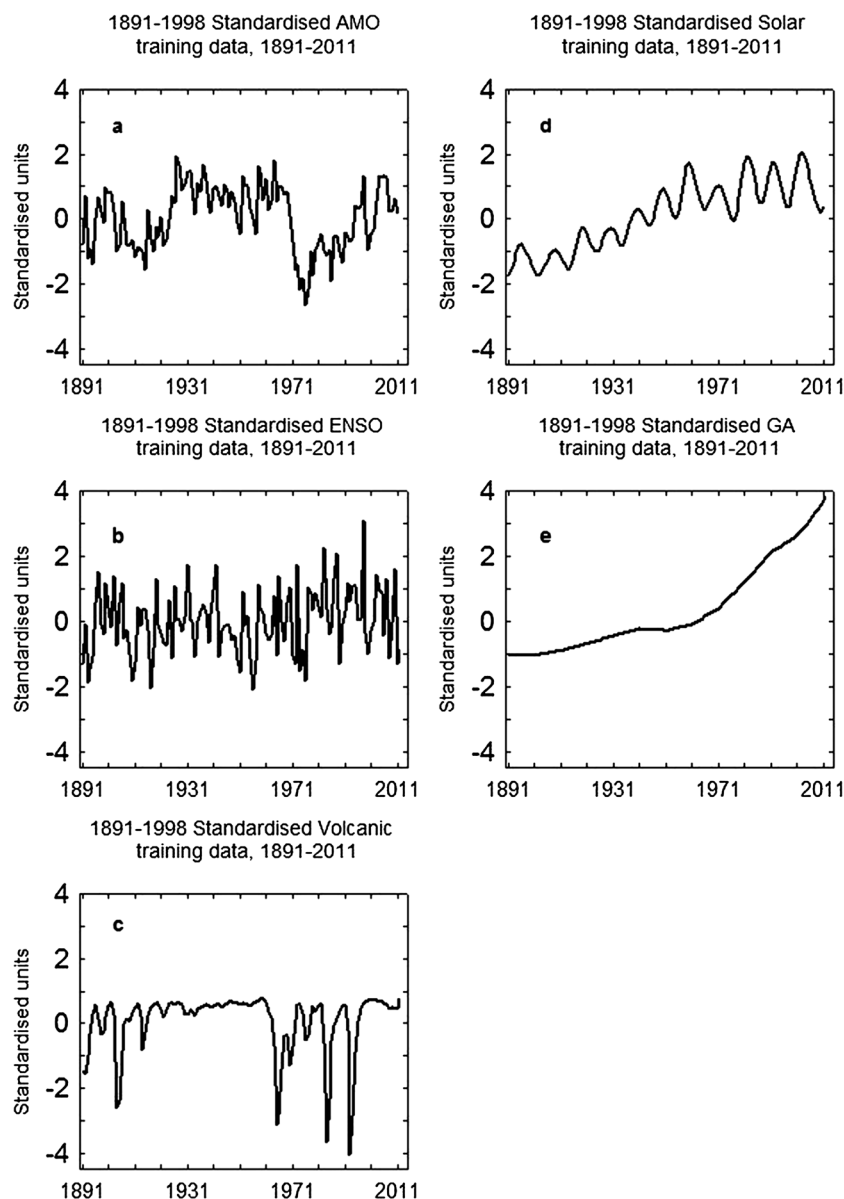 1891-1998 Standardised AMO
training data, 1891-2011
Standardised units
a
4
2
0
-2
-4
1891 1931 1971 2011
1891-1998 Standardised Solar
training data, 1891-2011
Standardised units
d
4
2
0
-2
-4
1891 1931 1971 2011
1891-1998 Standardised ENSO
training data, 1891-2011
Standardised units
b
4
2
0
-2
-4
1891 1931 1971 2011
1891-1998 Standardised GA
training data, 1891-2011
Standardised units
e
4
2
0
-2
-4
1891 1931 1971 2011
1891-1998 Standardised Volcanic
training data, 1891-2011
Standardised units
c
4
2
0
-2
-4
1891 1931 1971 2011